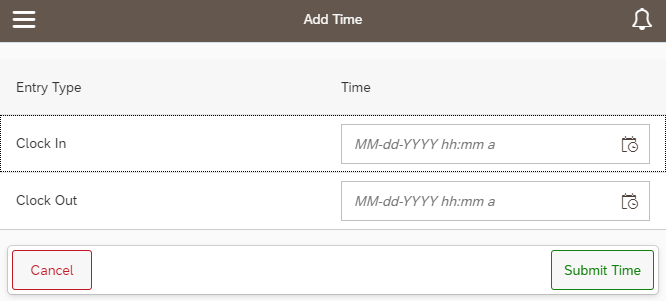 Add Time
Entry Type Time
Clock In MM-dd-YYYY hh:mm a
Clock Out MM-dd-YYYY hh:mm a
Cancel Submit Time